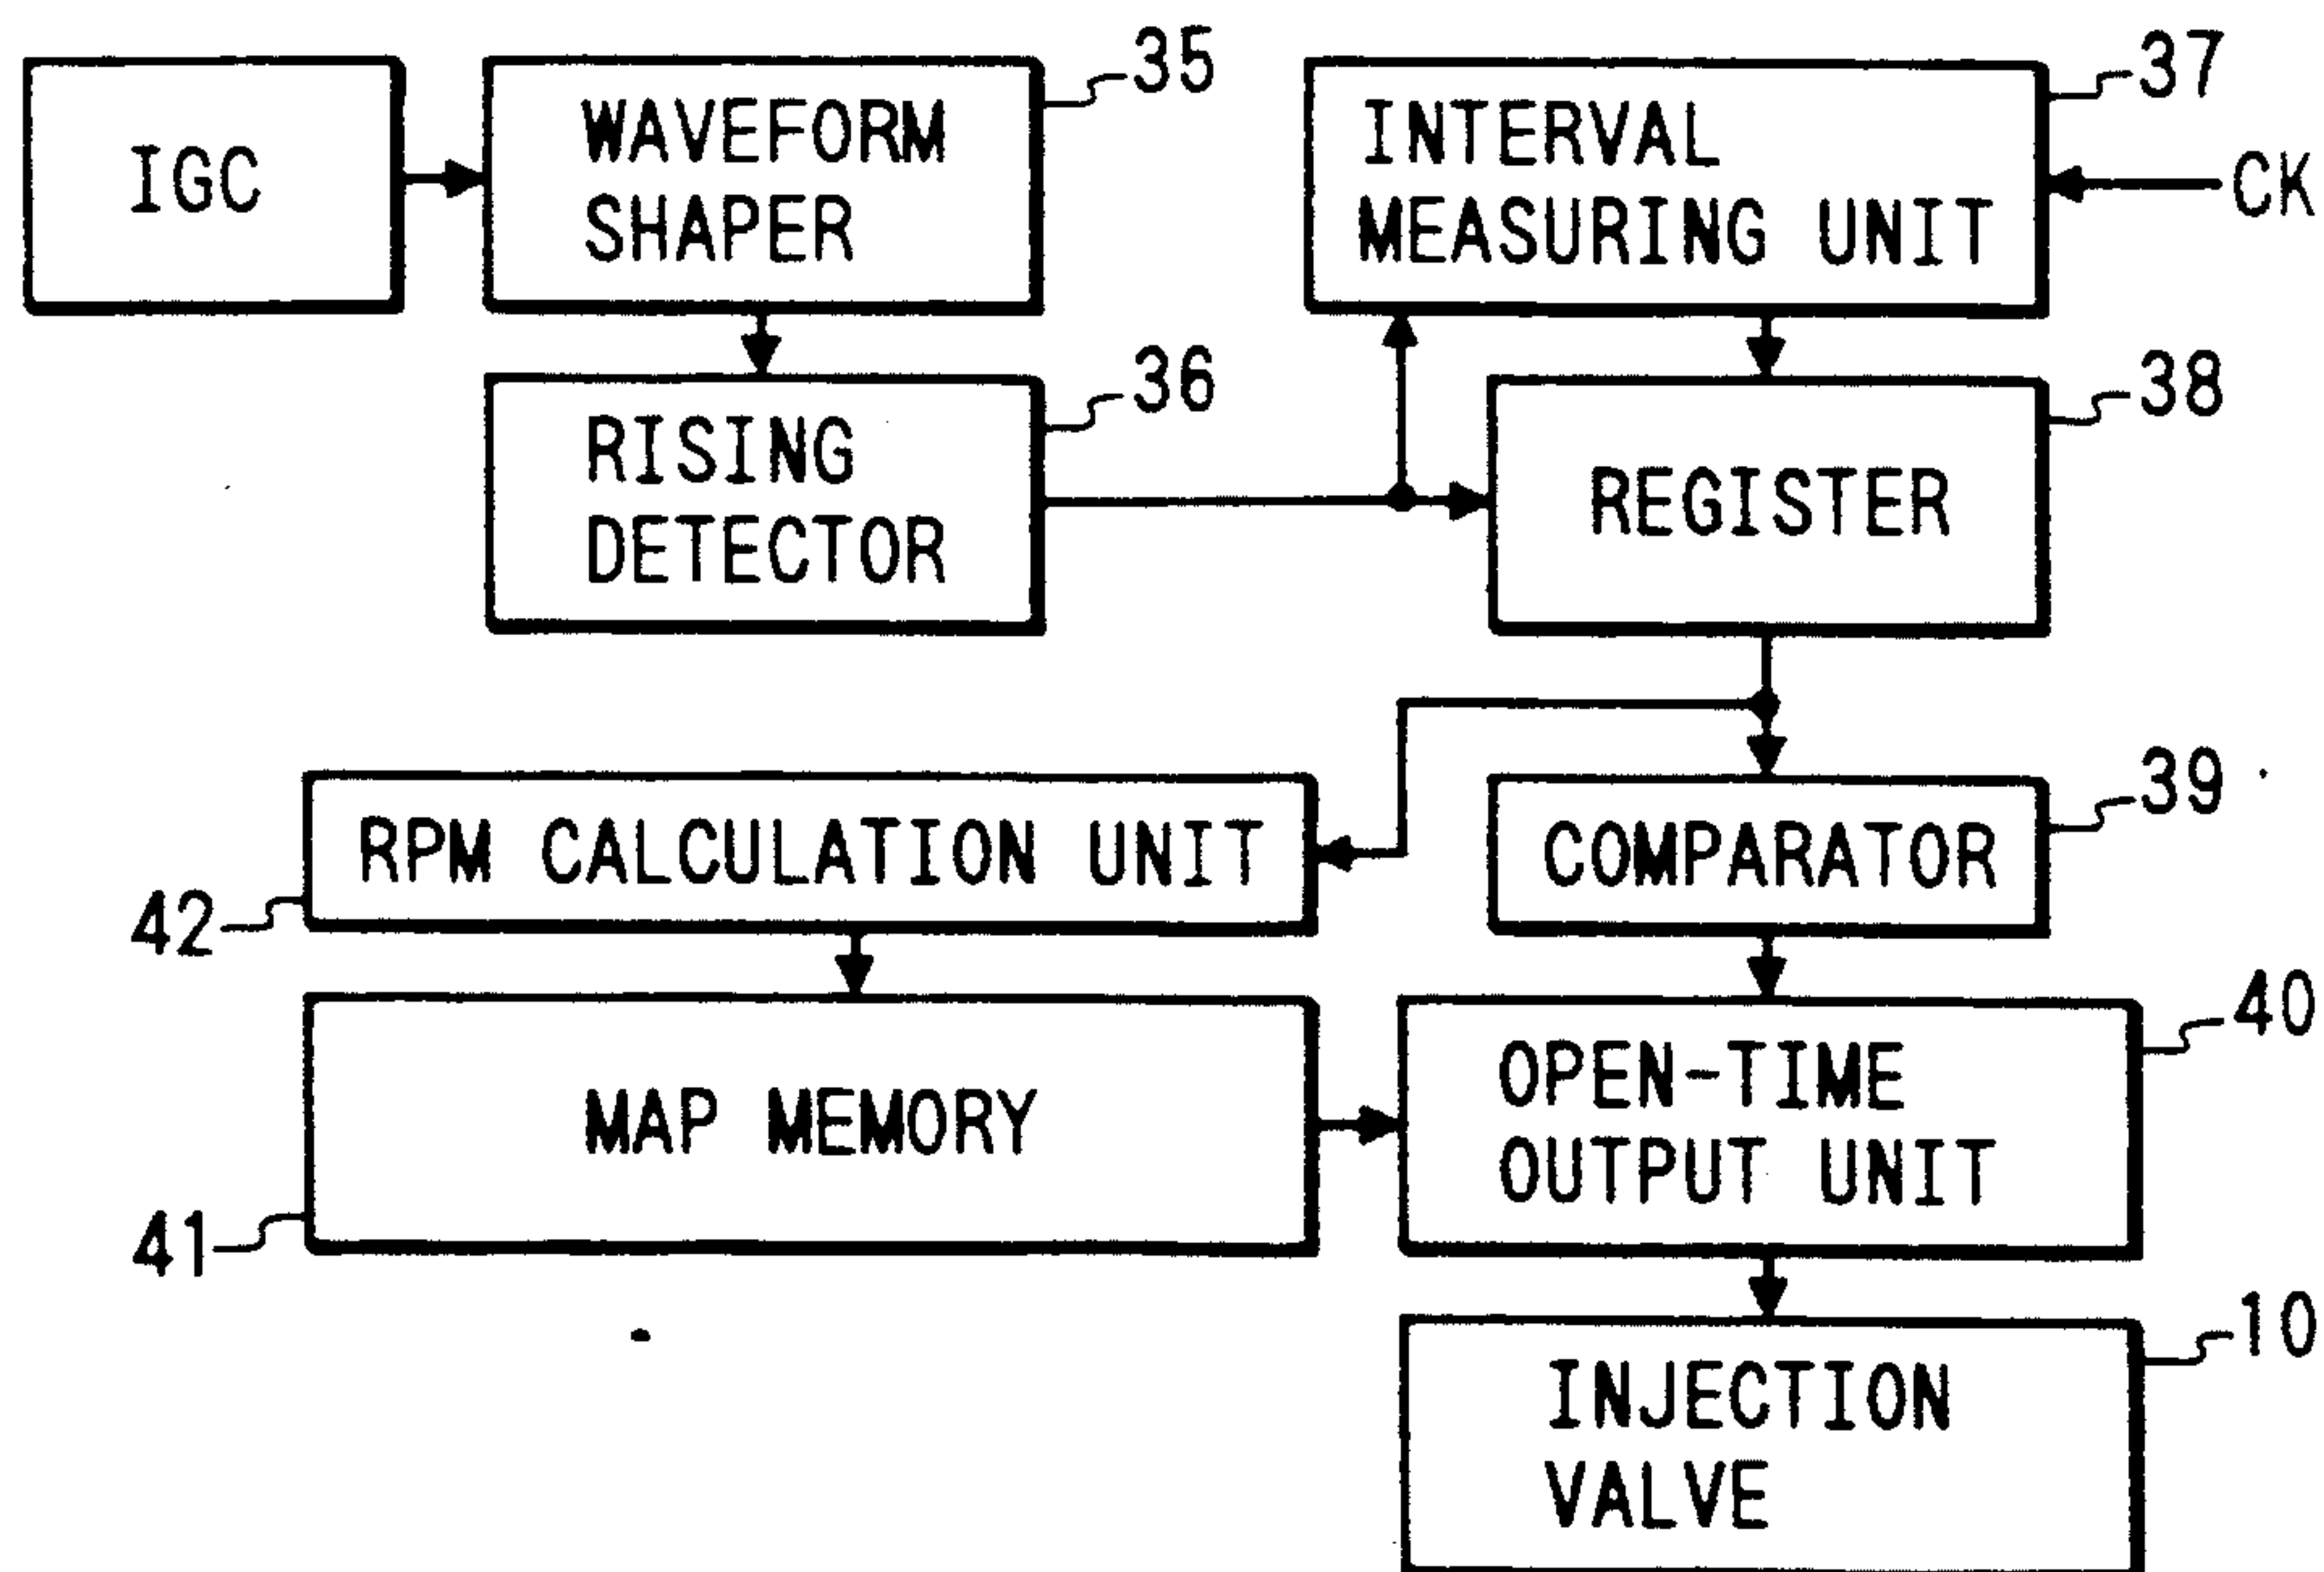 IGC
WAVEFORM
SHAPER
35
INTERVAL
MEASURING UNIT
37
CK
RISING
DETECTOR
36
REGISTER
38
RPM CALCULATION UNIT
42
COMPARATOR
39
MAP MEMORY
41
OPEN-TIME
OUTPUT UNIT
40
INJECTION
VALVE
10